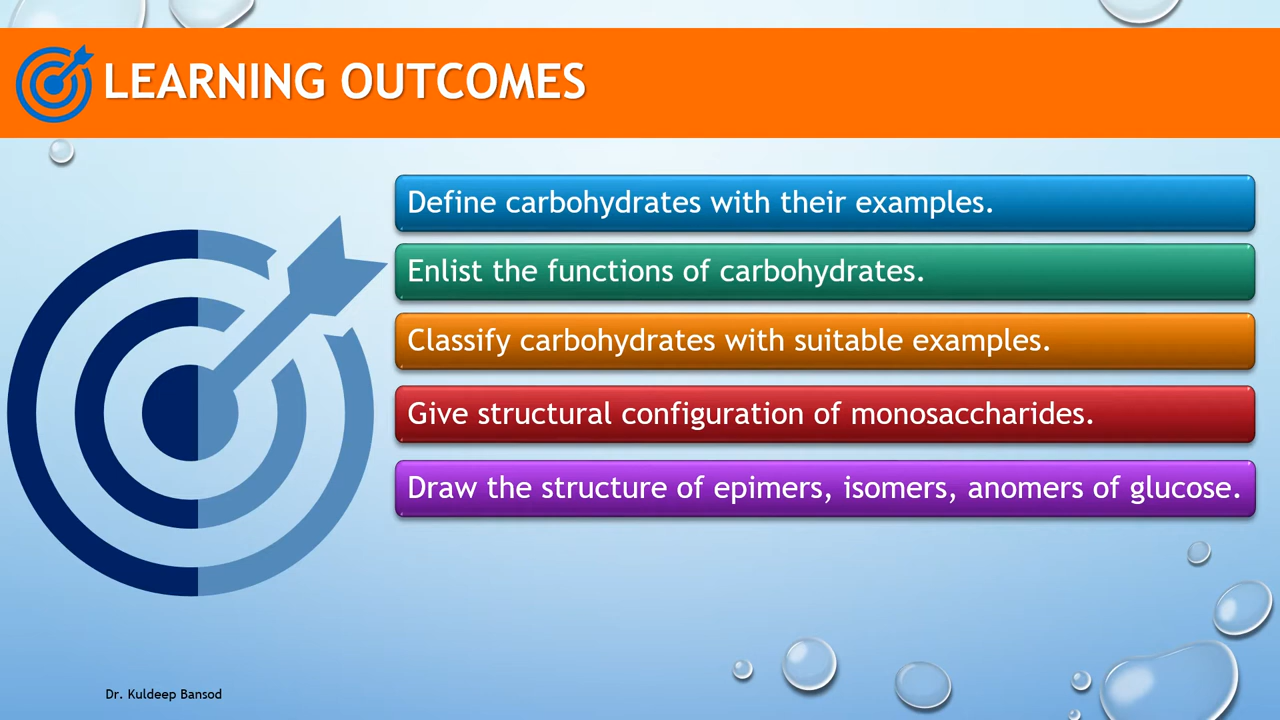 LEARNING OUTCOMES
Define carbohydrates with their examples.
Enlist the functions of carbohydrates.
Classify carbohydrates with suitable examples.
Give structural configuration of monosaccharides.
Draw the structure of epimers, isomers, anomers of glucose.
Dr. Kuldeep Bansod